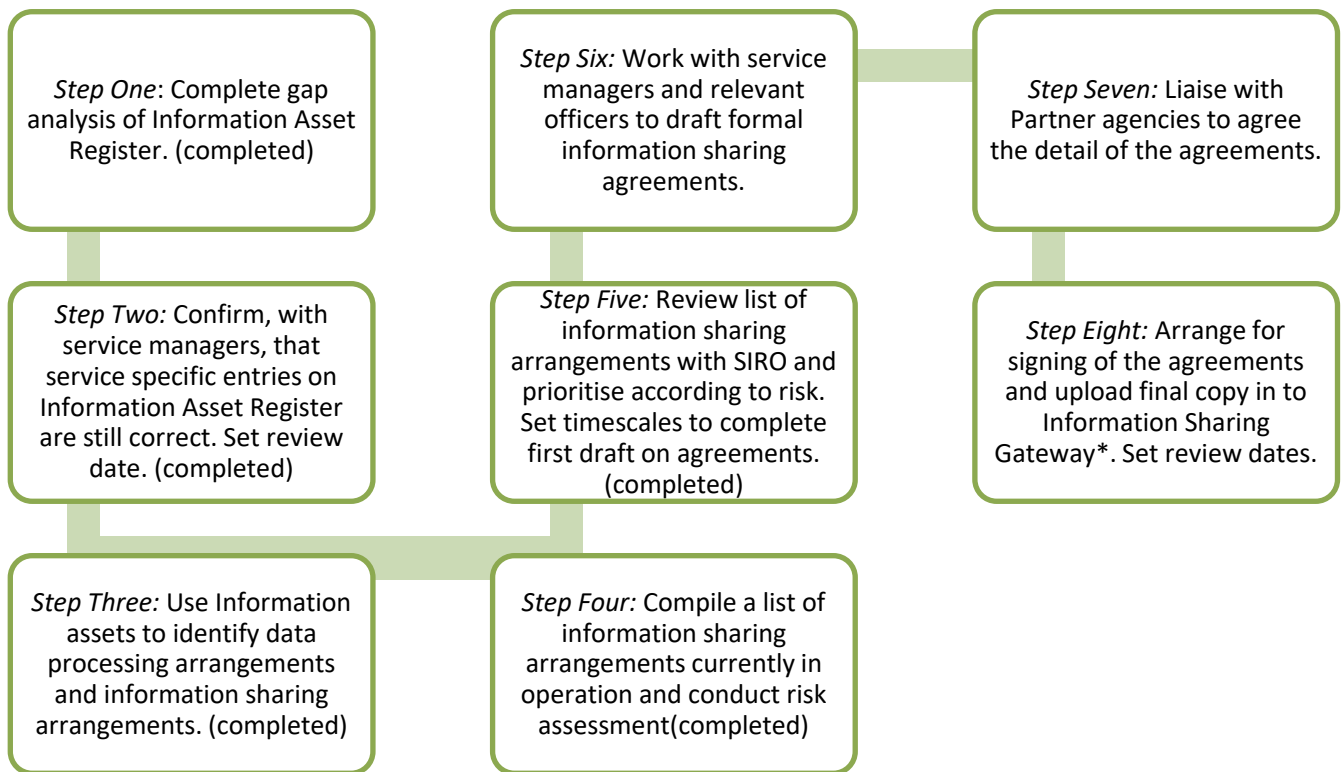 Step One: Complete gap
analysis of Information Asset
Register. (completed)
Step Two: Confirm, with
service managers, that
service specific entries on
Information Asset Register
are still correct. Set review
date. (completed)
Step Three: Use Information
assets to identify data
processing arrangements
and information sharing
arrangements. (completed)
Step Four: Compile a list of
information sharing
arrangements currently in
operation and conduct risk
assessment(completed)
Step Five: Review list of
information sharing
arrangements with SIRO and
prioritise according to risk.
Set timescales to complete
first draft on agreements.
(completed)
Step Six: Work with service
managers and relevant
officers to draft formal
information sharing
agreements.
Step Seven: Liaise with
Partner agencies to agree
the detail of the agreements.
Step Eight: Arrange for
signing of the agreements
and upload final copy in to
Information Sharing
Gateway*. Set review dates.